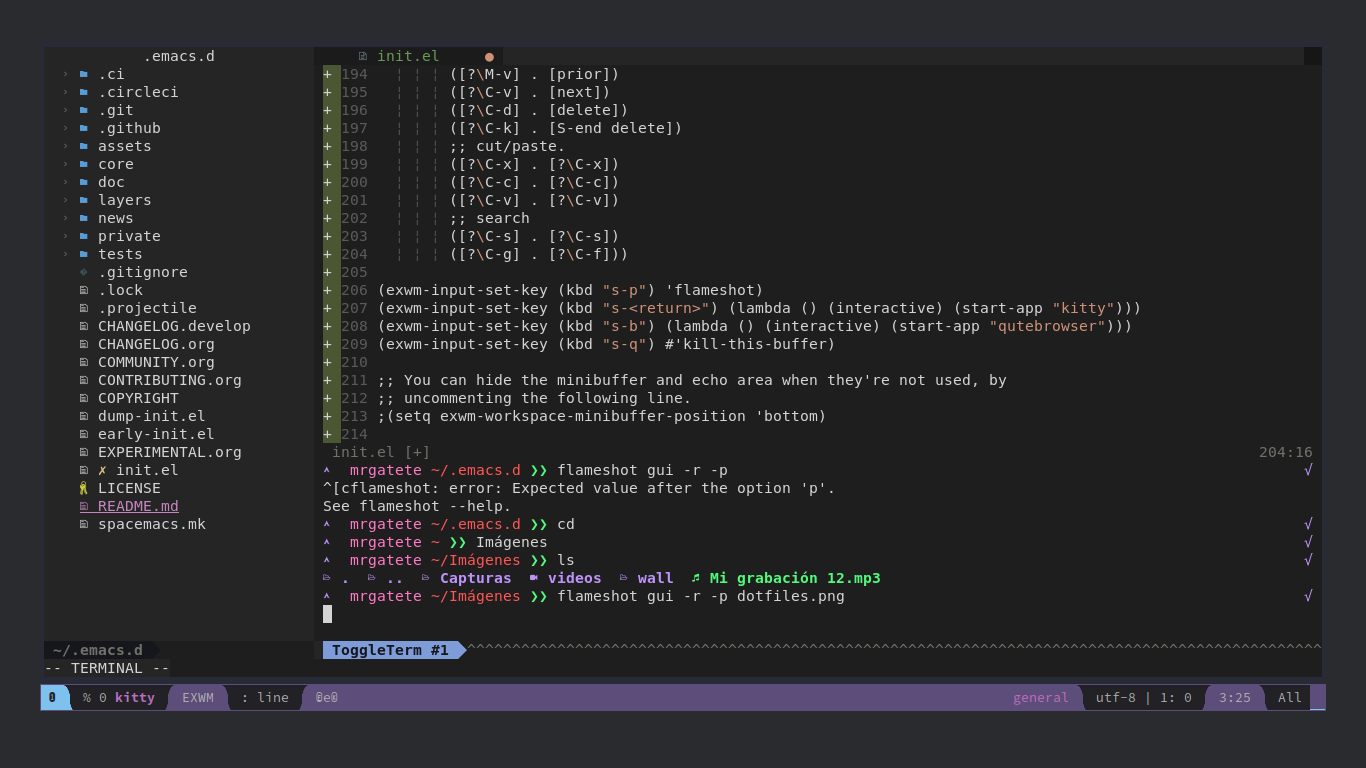 .emacs.d
.ci
.circleci
.git
.github
assets
core
doc
layers
news
private
tests
.gitignore
.lock
.projectile
CHANGELOG.develop
CHANGELOG.org
COMMUNITY.org
CONTRIBUTING.org
COPYRIGHT
dump-init.el
early-init.el
EXPERIMENTAL.org
✗ init.el
LICENSE
README.md
spacemacs.mk
~/.emacs.d
init.el ●
+ 194 ¦ ¦ ¦ ([?\M-v] . [prior])
+ 195 ¦ ¦ ¦ ([?\C-v] . [next])
+ 196 ¦ ¦ ¦ ([?\C-d] . [delete])
+ 197 ¦ ¦ ¦ ([?\C-k] . [S-end delete])
+ 198 ¦ ¦ ¦ ;; cut/paste.
+ 199 ¦ ¦ ¦ ([?\C-x] . [?\C-x])
+ 200 ¦ ¦ ¦ ([?\C-c] . [?\C-c])
+ 201 ¦ ¦ ¦ ([?\C-v] . [?\C-v])
+ 202 ¦ ¦ ¦ ;; search
+ 203 ¦ ¦ ¦ ([?\C-s] . [?\C-s])
+ 204 ¦ ¦ ¦ ([?\C-g] . [?\C-f]))
+ 205
+ 206 (exwm-input-set-key (kbd "s-p") 'flameshot)
+ 207 (exwm-input-set-key (kbd "s-<return>") (lambda () (interactive) (start-app "kitty")))
+ 208 (exwm-input-set-key (kbd "s-b") (lambda () (interactive) (start-app "qutebrowser")))
+ 209 (exwm-input-set-key (kbd "s-q") #'kill-this-buffer)
+ 210
+ 211 ;; You can hide the minibuffer and echo area when they're not used, by
+ 212 ;; uncommenting the following line.
+ 213 ;(setq exwm-workspace-minibuffer-position 'bottom)
+ 214
init.el [+] 204:16
mrgatete ~/.emacs.d ❯❯ flameshot gui -r -p √
^[cflameshot: error: Expected value after the option 'p'.
See flameshot --help.
mrgatete ~/.emacs.d ❯❯ cd √
mrgatete ~ ❯❯ Imágenes √
mrgatete ~/Imágenes ❯❯ ls √
. .. Capturas videos wall Mi grabación 12.mp3
mrgatete ~/Imágenes ❯❯ flameshot gui -r -p dotfiles.png √
ToggleTerm #1 ^^^^^^^^^^^^^^^^^^^^^^^^^^^^^^^^^^^^^^^^^^^^^^^^^^^^^^^^^^^^^^^^^^^^^^^^^^^^^^^^^^^^^^^^^^^^^^^
-- TERMINAL --
% 0 kitty EXWM : line general utf-8 | 1: 0 3:25 All